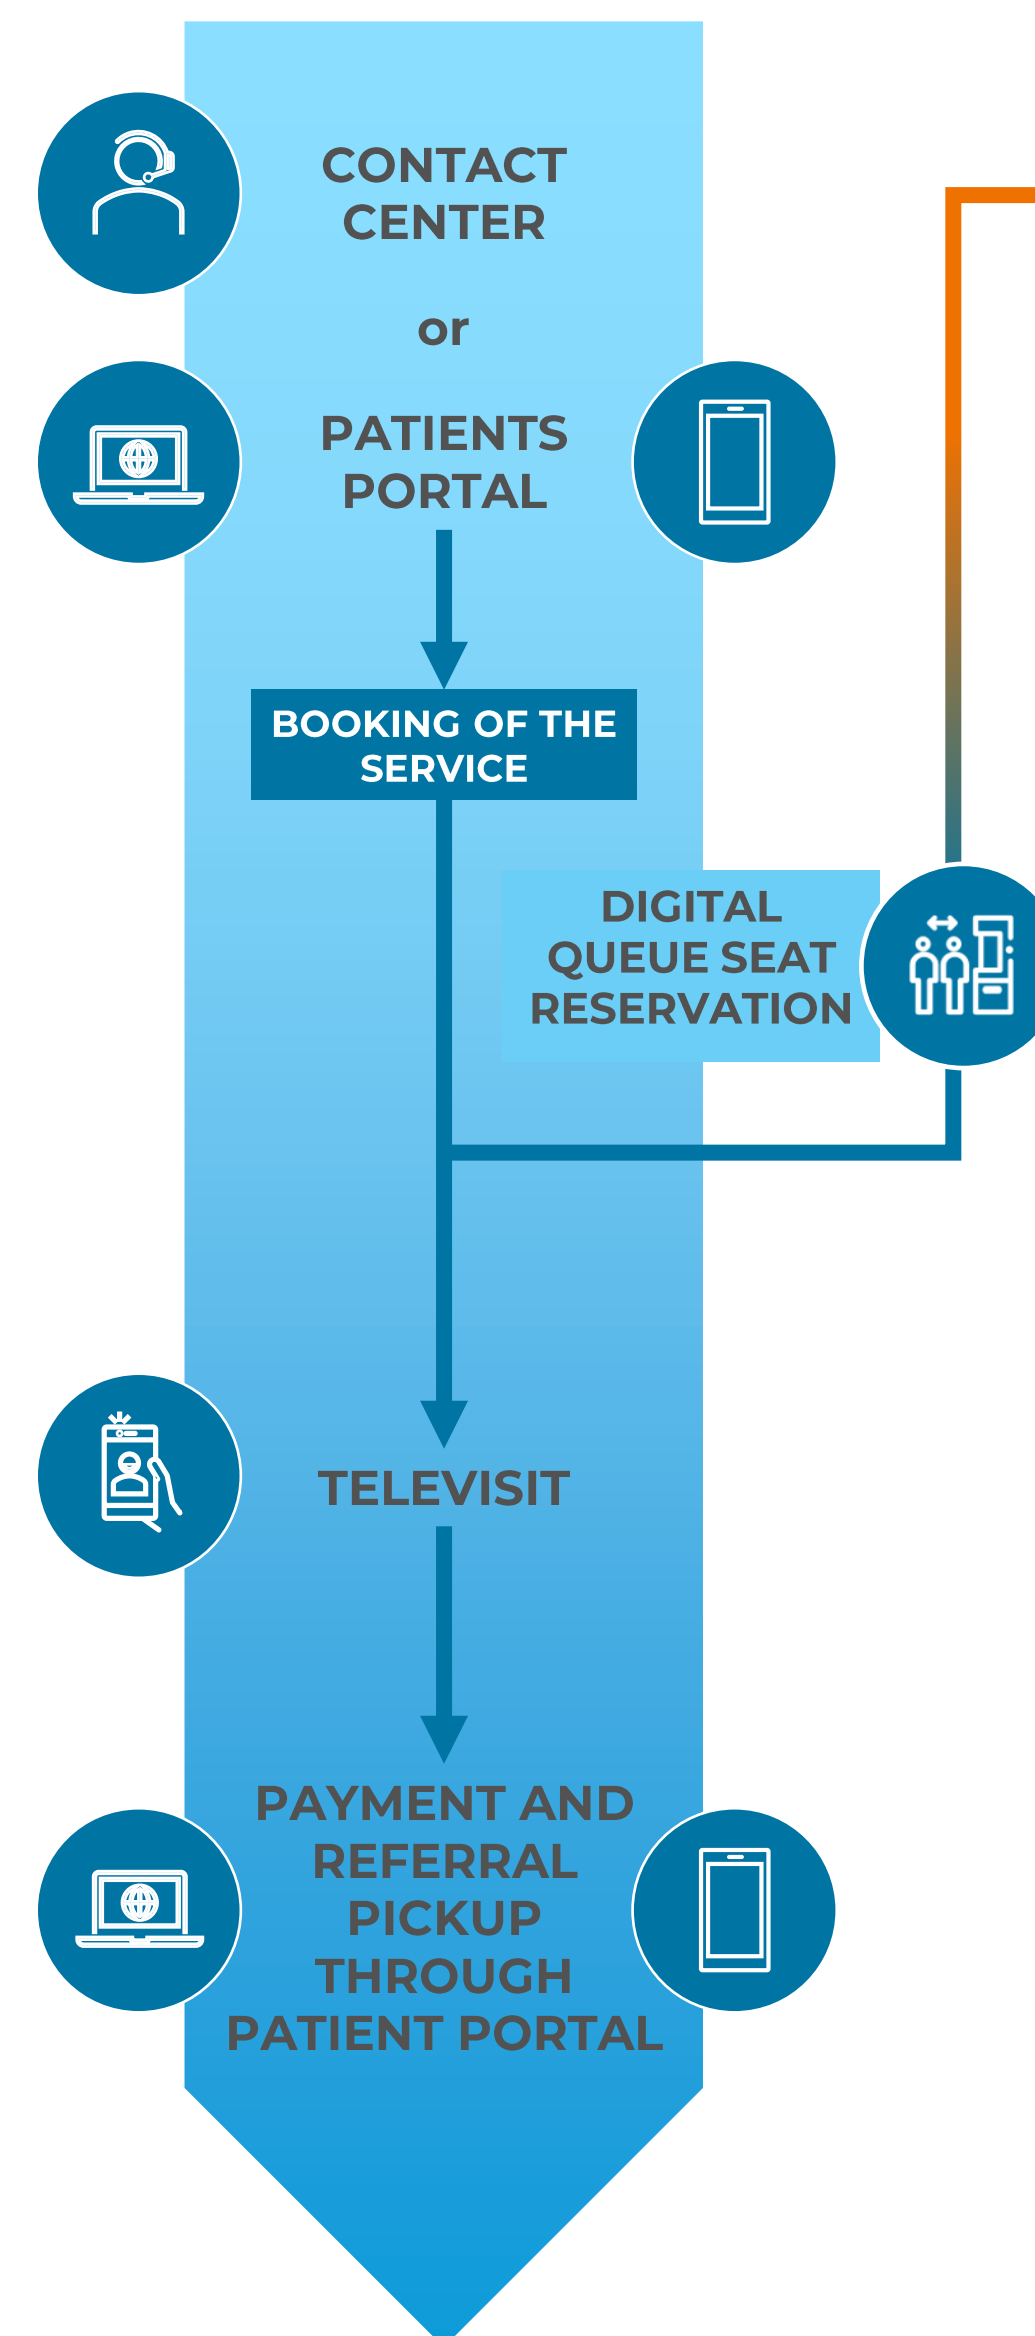 CONTACT
CENTER
or
PATIENTS
PORTAL
BOOKING OF THE
SERVICE
DIGITAL
QUEUE SEAT
RESERVATION
TELEVISIT
PAYMENT AND
REFERRAL
PICKUP
THROUGH
PATIENT PORTAL